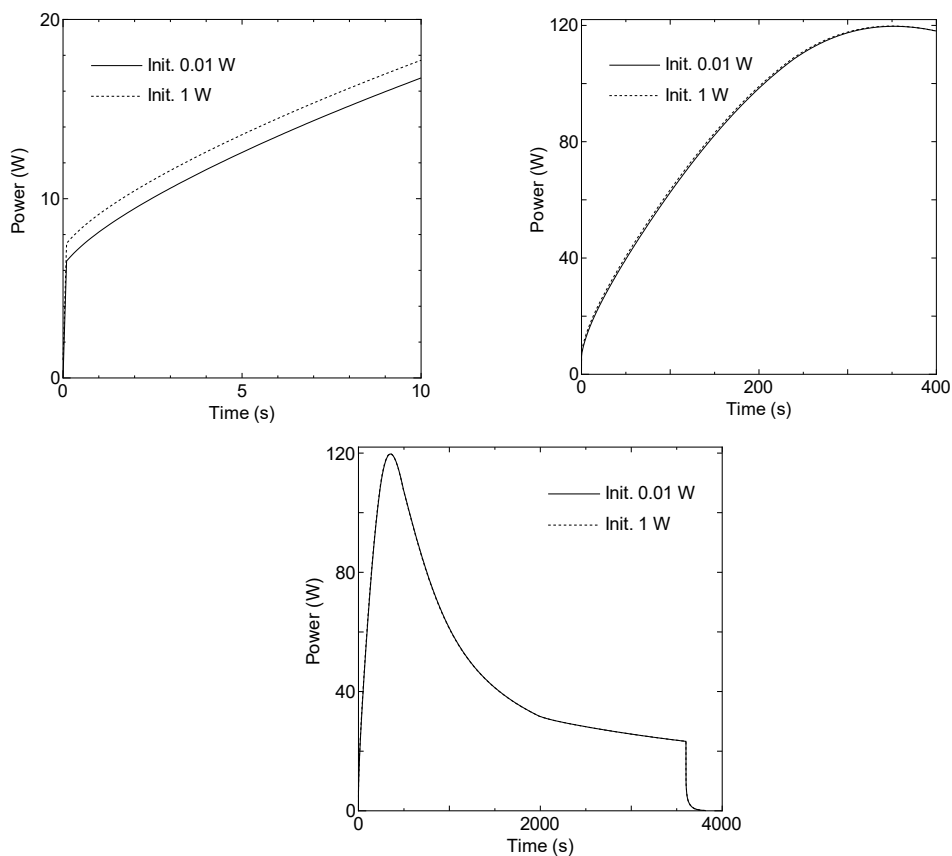 20
Init. 0.01 W
Init. 1 W
10
0
Power (W)
0
5
10
Time (s)
120
Init. 0.01 W
Init. 1 W
80
40
0
Power (W)
0
200
400
Time (s)
120
Init. 0.01 W
Init. 1 W
80
40
0
Power (W)
0
2000
4000
Time (s)